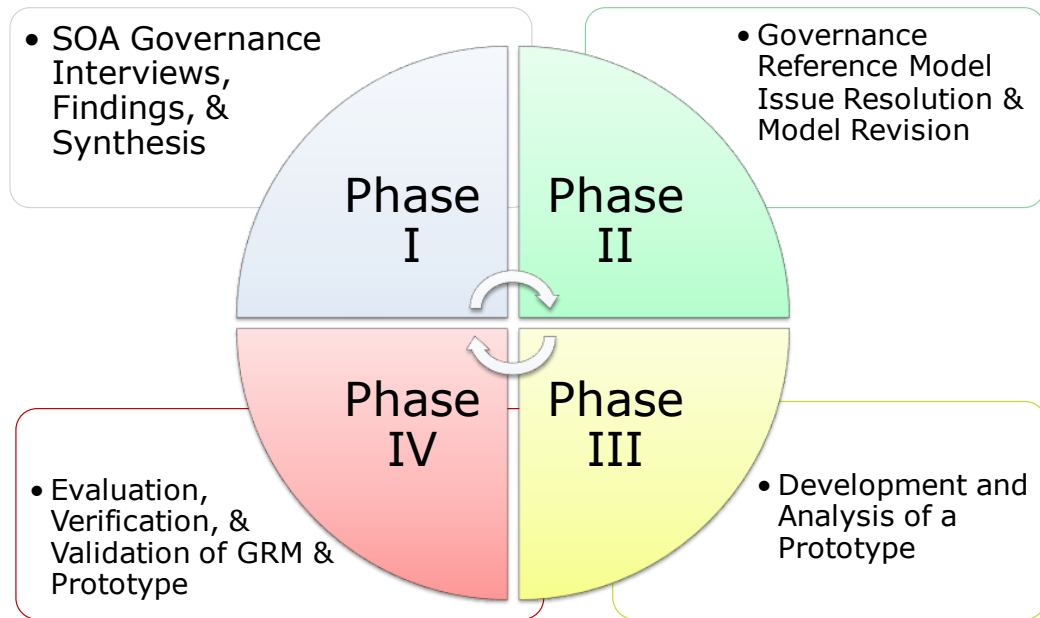 • SOA Governance
Interviews,
Findings, &
Synthesis
• Governance
Reference Model
Issue Resolution &
Model Revision
Phase
I
Phase
II
Phase
IV
Phase
III
• Evaluation,
Verification, &
Validation of GRM &
Prototype
• Development and
Analysis of a
Prototype